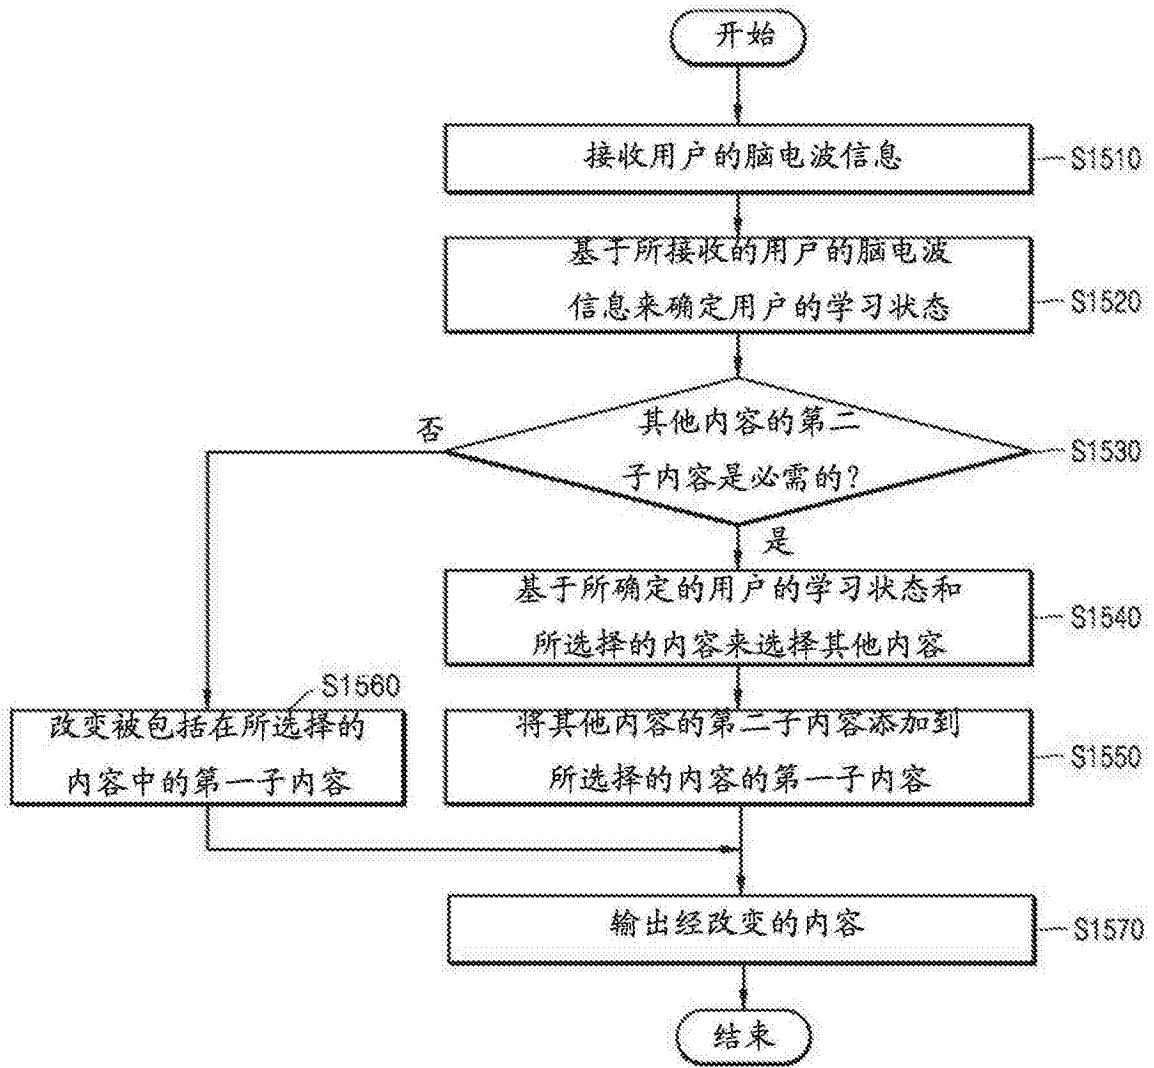 开始
接收用户的脑电波信息
S1510
基于所接收的用户的脑电波
信息来确定用户的学习状态
S1520
其他内容的第二
子内容是必需的?
S1530
否
是
基于所确定的用户的学习状态和
所选择的内容来选择其他内容
S1540
S1560
改变被包括在所选择的
内容中的第一子内容
将其他内容的第二子内容添加到
所选择的内容的第一子内容
S1550
输出经改变的内容
S1570
结束